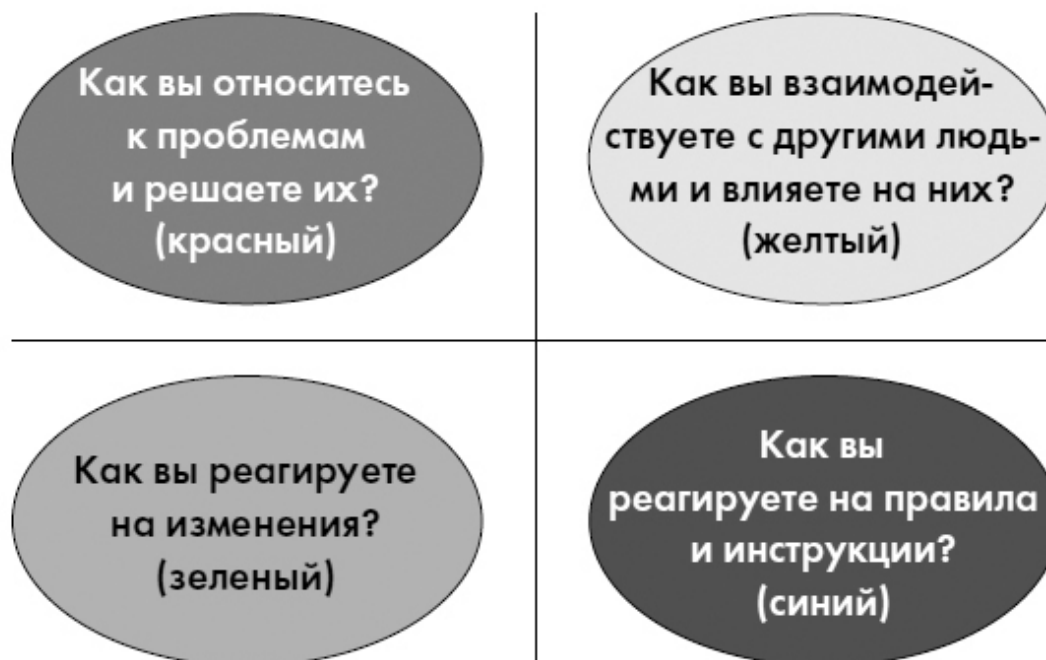 Как вы относитесь
к проблемам
и решаете их?
(красный)
Как вы взаимодей-
ствуете с другими людь-
ми и влияете на них?
(желтый)
Как вы реагируете
на изменения?
(зеленый)
Как вы
реагируете на правила
и инструкции?
(синий)